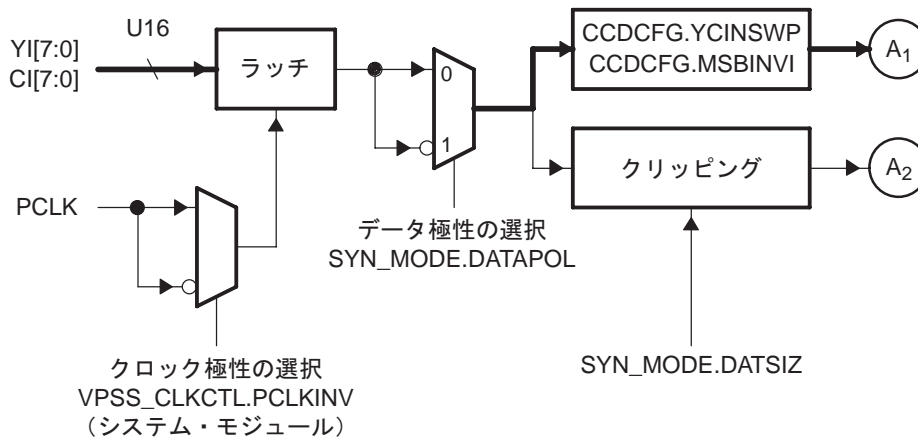 U16
YI[7:0]
CI[7:0]
ラッチ
0
1
CCDCFG.YCINSWP
CCDCFG.MSBINVI
A1
クリッピング
A2
PCLK
データ極性の選択
SYN_MODE.DATAPOL
SYN_MODE.DATSIZ
クロック極性の選択
VPSS_CLKCTL.PCLKINV
（システム・モジュール）